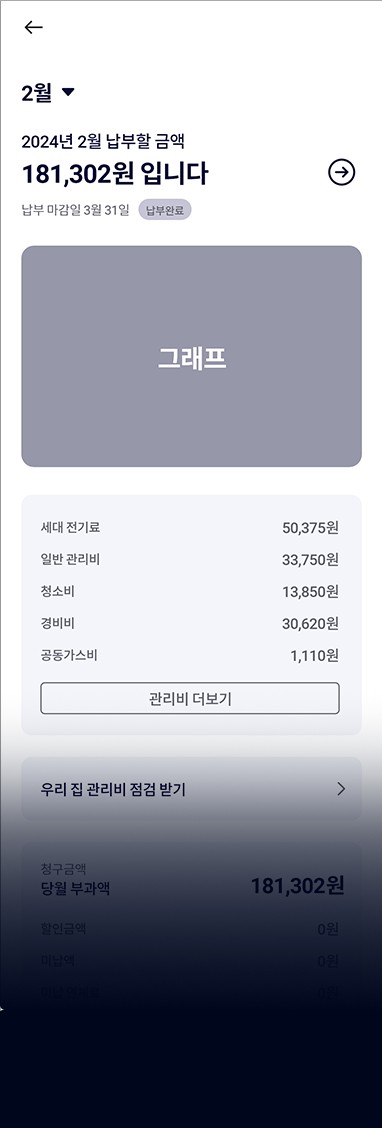 2월
2024년 2월 납부할 금액
181,302원 입니다
납부 마감일 3월 31일 납부완료
그래프
세대 전기료 50,375원
일반 관리비 33,750원
청소비 13,850원
경비비 30,620원
공동가스비 1,110원
관리비 더보기
우리 집 관리비 점검 받기
청구금액
당월 부과액 181,302원
할인금액 0원
미납액 0원
0원